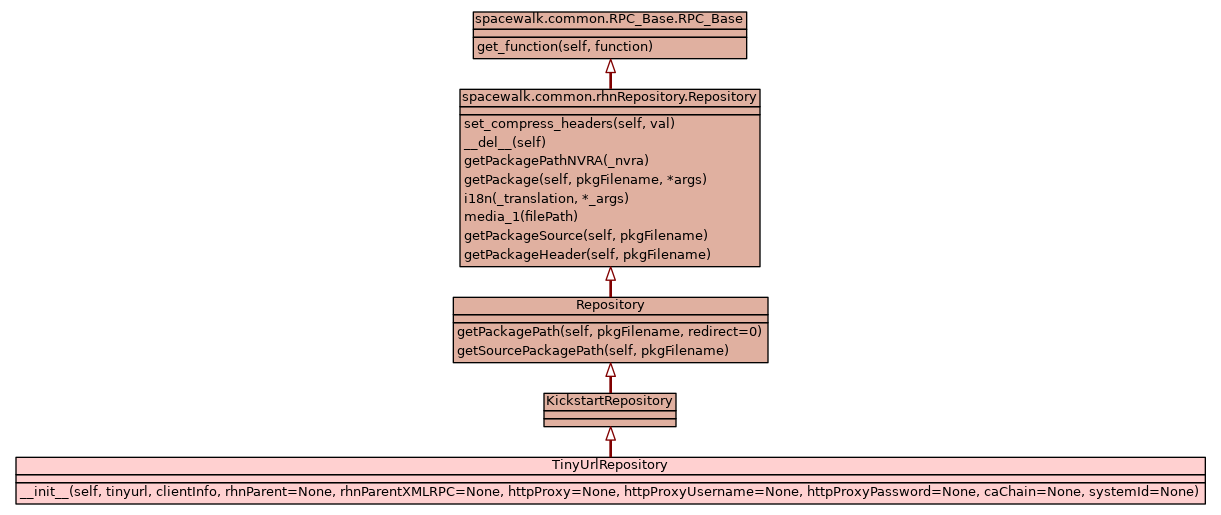 spacewalk.common.RPC_Base.RPC_Base
get_function(self, function)
spacewalk.common.rhnRepository.Repository
set_compress_headers(self, val)
__del__(self)
getPackagePathNVRA(_nvra)
getPackage(self, pkgFilename, *args)
i18n(_translation, *_args)
media_1(filePath)
getPackageSource(self, pkgFilename)
getPackageHeader(self, pkgFilename)
Repository
getPackagePath(self, pkgFilename, redirect=0)
getSourcePackagePath(self, pkgFilename)
KickstartRepository
TinyUrlRepository
__init__(self, tinyurl, clientInfo, rhnParent=None, rhnParentXMLRPC=None, httpProxy=None, httpProxyUsername=None, httpProxyPassword=None, caChain=None, systemId=None)